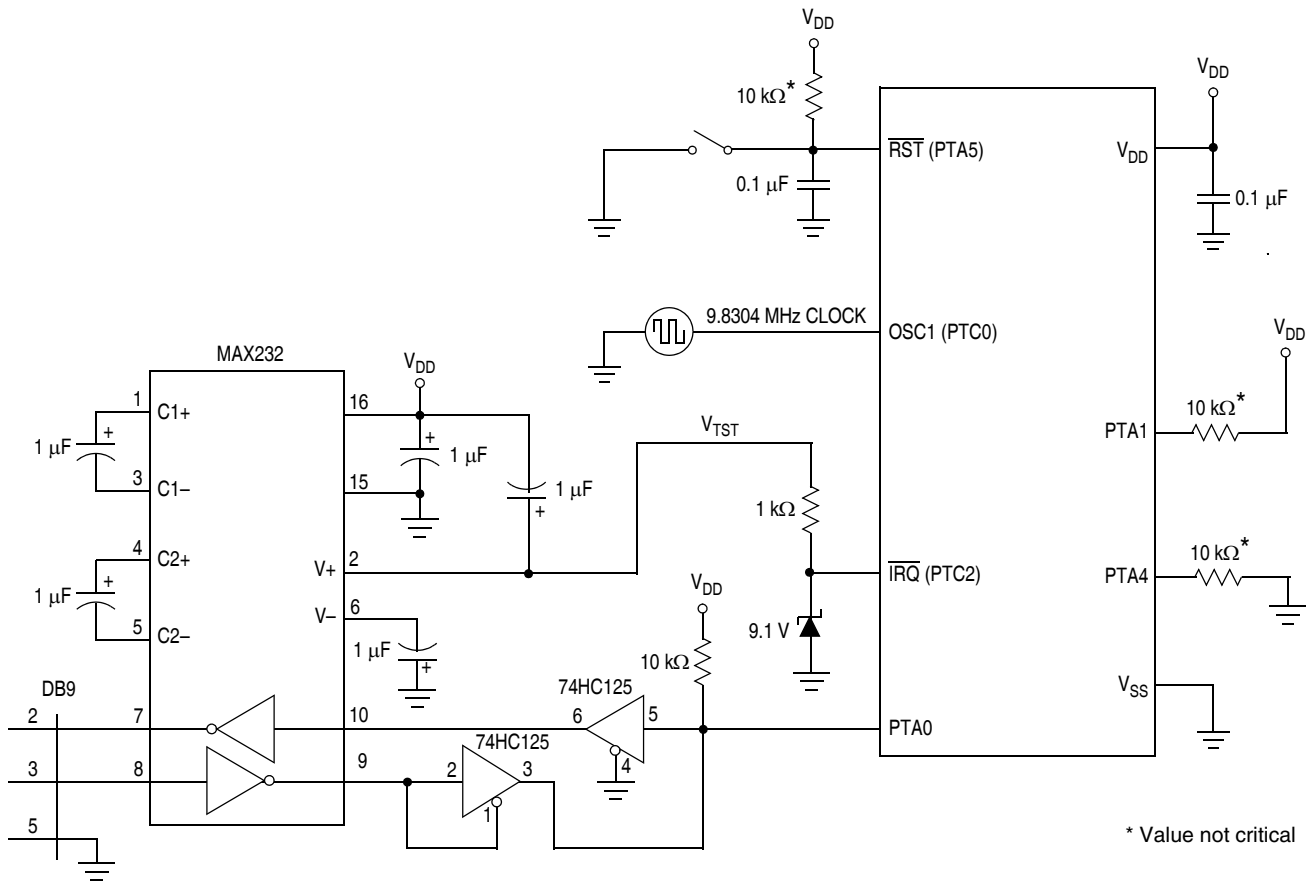 V_DD
10 kΩ*
0.1 μF
RST (PTA5)
V_DD
V_DD
0.1 μF
9.8304 MHz CLOCK
OSC1 (PTC0)
V_DD
10 kΩ*
PTA1
MAX232
V_DD
1
C1+
16
1 μF
+
+
1 μF
3
C1–
15
1 μF
+
V_TST
1 kΩ
4
C2+
V+
2
IRQ (PTC2)
PTA4
10 kΩ*
1 μF
+
V–
6
5
C2–
1 μF
+
9.1 V
V_DD
10 kΩ
V_SS
DB9
74HC125
2
7
10
6
5
4
PTA0
74HC125
3
8
9
2
3
1
5
* Value not critical